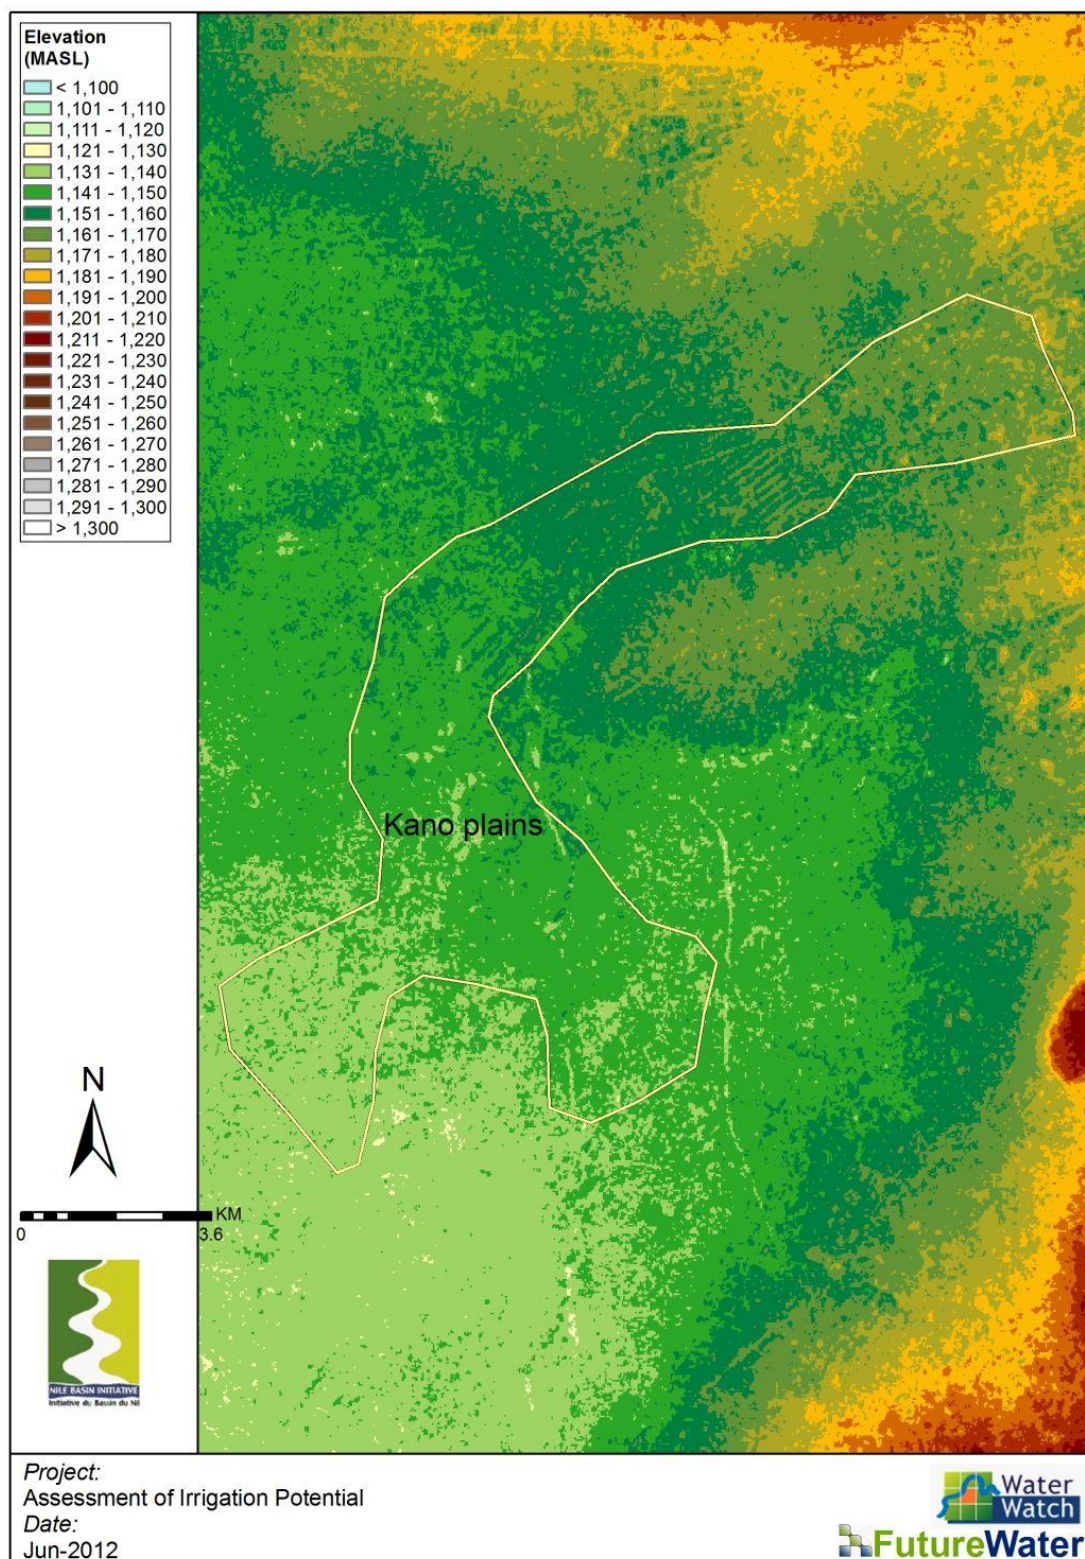 Elevation
(MASL)
< 1,100
1,101 - 1,110
1,111 - 1,120
1,121 - 1,130
1,131 - 1,140
1,141 - 1,150
1,151 - 1,160
1,161 - 1,170
1,171 - 1,180
1,181 - 1,190
1,191 - 1,200
1,201 - 1,210
1,211 - 1,220
1,221 - 1,230
1,231 - 1,240
1,241 - 1,250
1,251 - 1,260
1,261 - 1,270
1,271 - 1,280
1,281 - 1,290
1,291 - 1,300
> 1,300
Kano plains
N
KM
0 3.6
NILE BASIN INITIATIVE
Initiative du Bassin du Nil
Project:
Assessment of Irrigation Potential
Date:
Jun-2012
Water
Watch
FutureWater